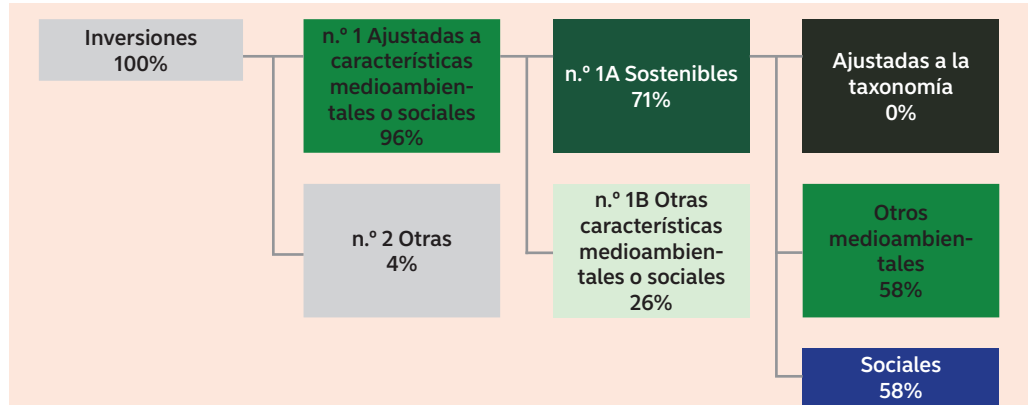 Inversiones
100%
n.º 1 Ajustadas a
características
medioambien-
tales o sociales
96%
n.º 1A Sostenibles
71%
Ajustadas a la
taxonomía
0%
n.º 2 Otras
4%
n.º 1B Otras
características
medioambien-
tales o sociales
26%
Otros
medioambien-
tales
58%
Sociales
58%